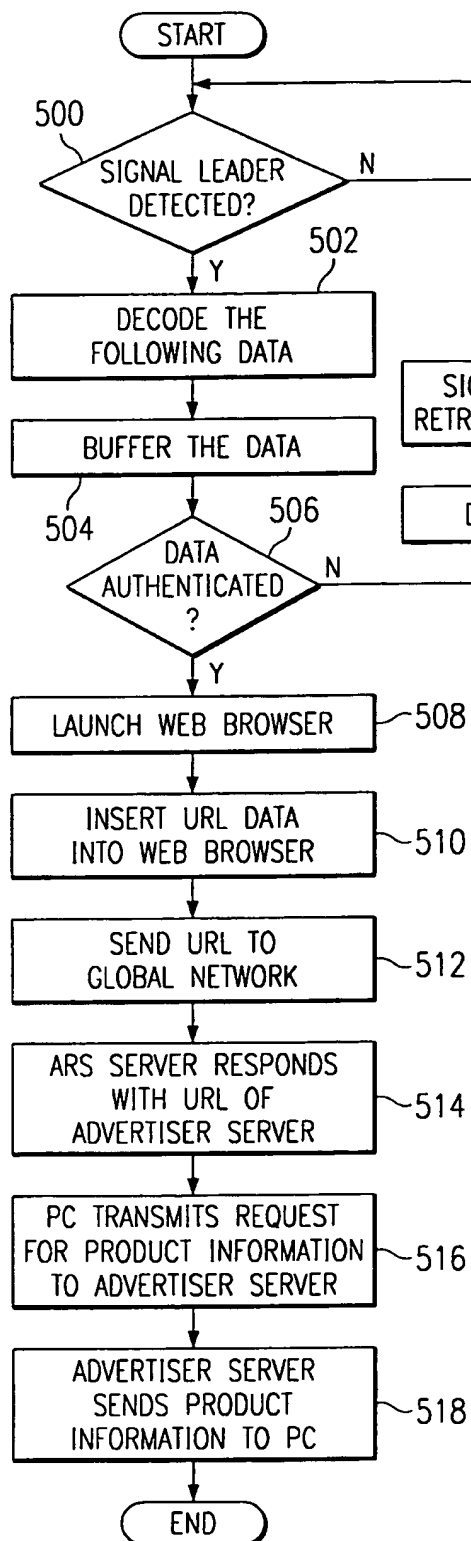 START
500
SIGNAL LEADER
DETECTED?
N
Y
502
DECODE THE
FOLLOWING DATA
BUFFER THE DATA
504
506
DATA
AUTHENTICATED
?
N
Y
LAUNCH WEB BROWSER
508
INSERT URL DATA
INTO WEB BROWSER
510
SEND URL TO
GLOBAL NETWORK
512
ARS SERVER RESPONDS
WITH URL OF
ADVERTISER SERVER
514
PC TRANSMITS REQUEST
FOR PRODUCT INFORMATION
TO ADVERTISER SERVER
516
ADVERTISER SERVER
SENDS PRODUCT
INFORMATION TO PC
518
END